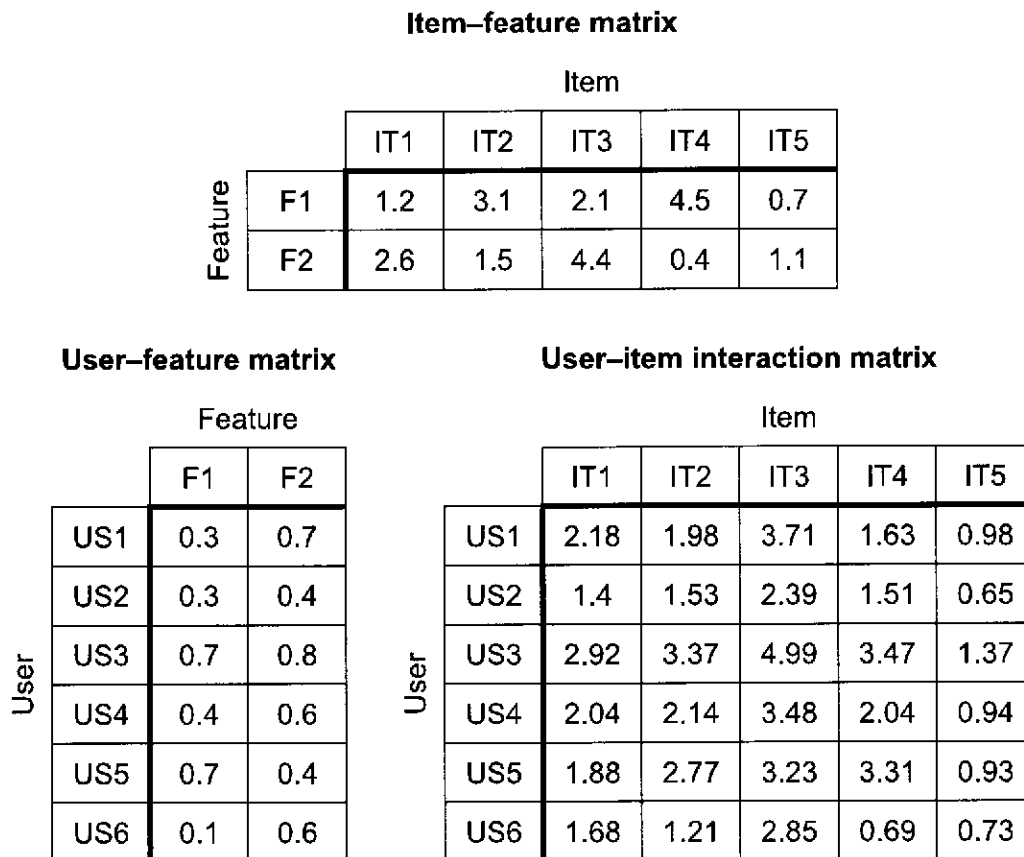 Item–feature matrix
Item
IT1 IT2 IT3 IT4 IT5
Feature
F1 1.2 3.1 2.1 4.5 0.7
F2 2.6 1.5 4.4 0.4 1.1
User–feature matrix
Feature
F1 F2
User
US1 0.3 0.7
US2 0.3 0.4
US3 0.7 0.8
US4 0.4 0.6
US5 0.7 0.4
US6 0.1 0.6
User–item interaction matrix
Item
IT1 IT2 IT3 IT4 IT5
User
US1 2.18 1.98 3.71 1.63 0.98
US2 1.4 1.53 2.39 1.51 0.65
US3 2.92 3.37 4.99 3.47 1.37
US4 2.04 2.14 3.48 2.04 0.94
US5 1.88 2.77 3.23 3.31 0.93
US6 1.68 1.21 2.85 0.69 0.73